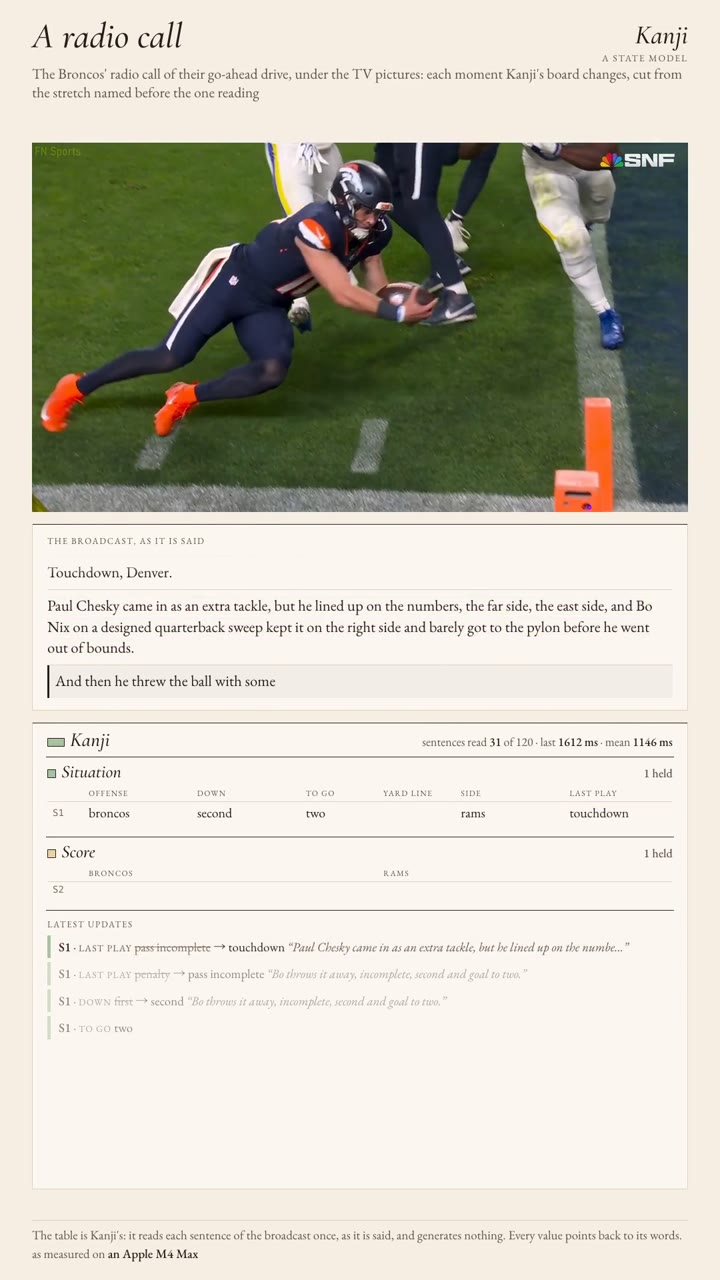 A radio call
Kanji
A STATE MODEL
The Broncos' radio call of their go-ahead drive, under the TV pictures: each moment Kanji's board changes, cut from
the stretch named before the one reading
FN Sports
SNF
THE BROADCAST, AS IT IS SAID
Touchdown, Denver.
Paul Chesky came in as an extra tackle, but he lined up on the numbers, the far side, the east side, and Bo
Nix on a designed quarterback sweep kept it on the right side and barely got to the pylon before he went
out of bounds.
And then he threw the ball with some
Kanji
sentences read 31 of 120 · last 1612 ms · mean 1146 ms
Situation
1 held
OFFENSE DOWN TO GO YARD LINE SIDE LAST PLAY
S1 broncos second two rams touchdown
Score
1 held
BRONCOS RAMS
S2
LATEST UPDATES
S1 · LAST PLAY pass incomplete → touchdown “Paul Chesky came in as an extra tackle, but he lined up on the numbe...”
S1 · LAST PLAY penalty → pass incomplete “Bo throws it away, incomplete, second and goal to two.”
S1 · DOWN first → second “Bo throws it away, incomplete, second and goal to two.”
S1 · TO GO two
The table is Kanji's: it reads each sentence of the broadcast once, as it is said, and generates nothing. Every value points back to its words.
as measured on an Apple M4 Max